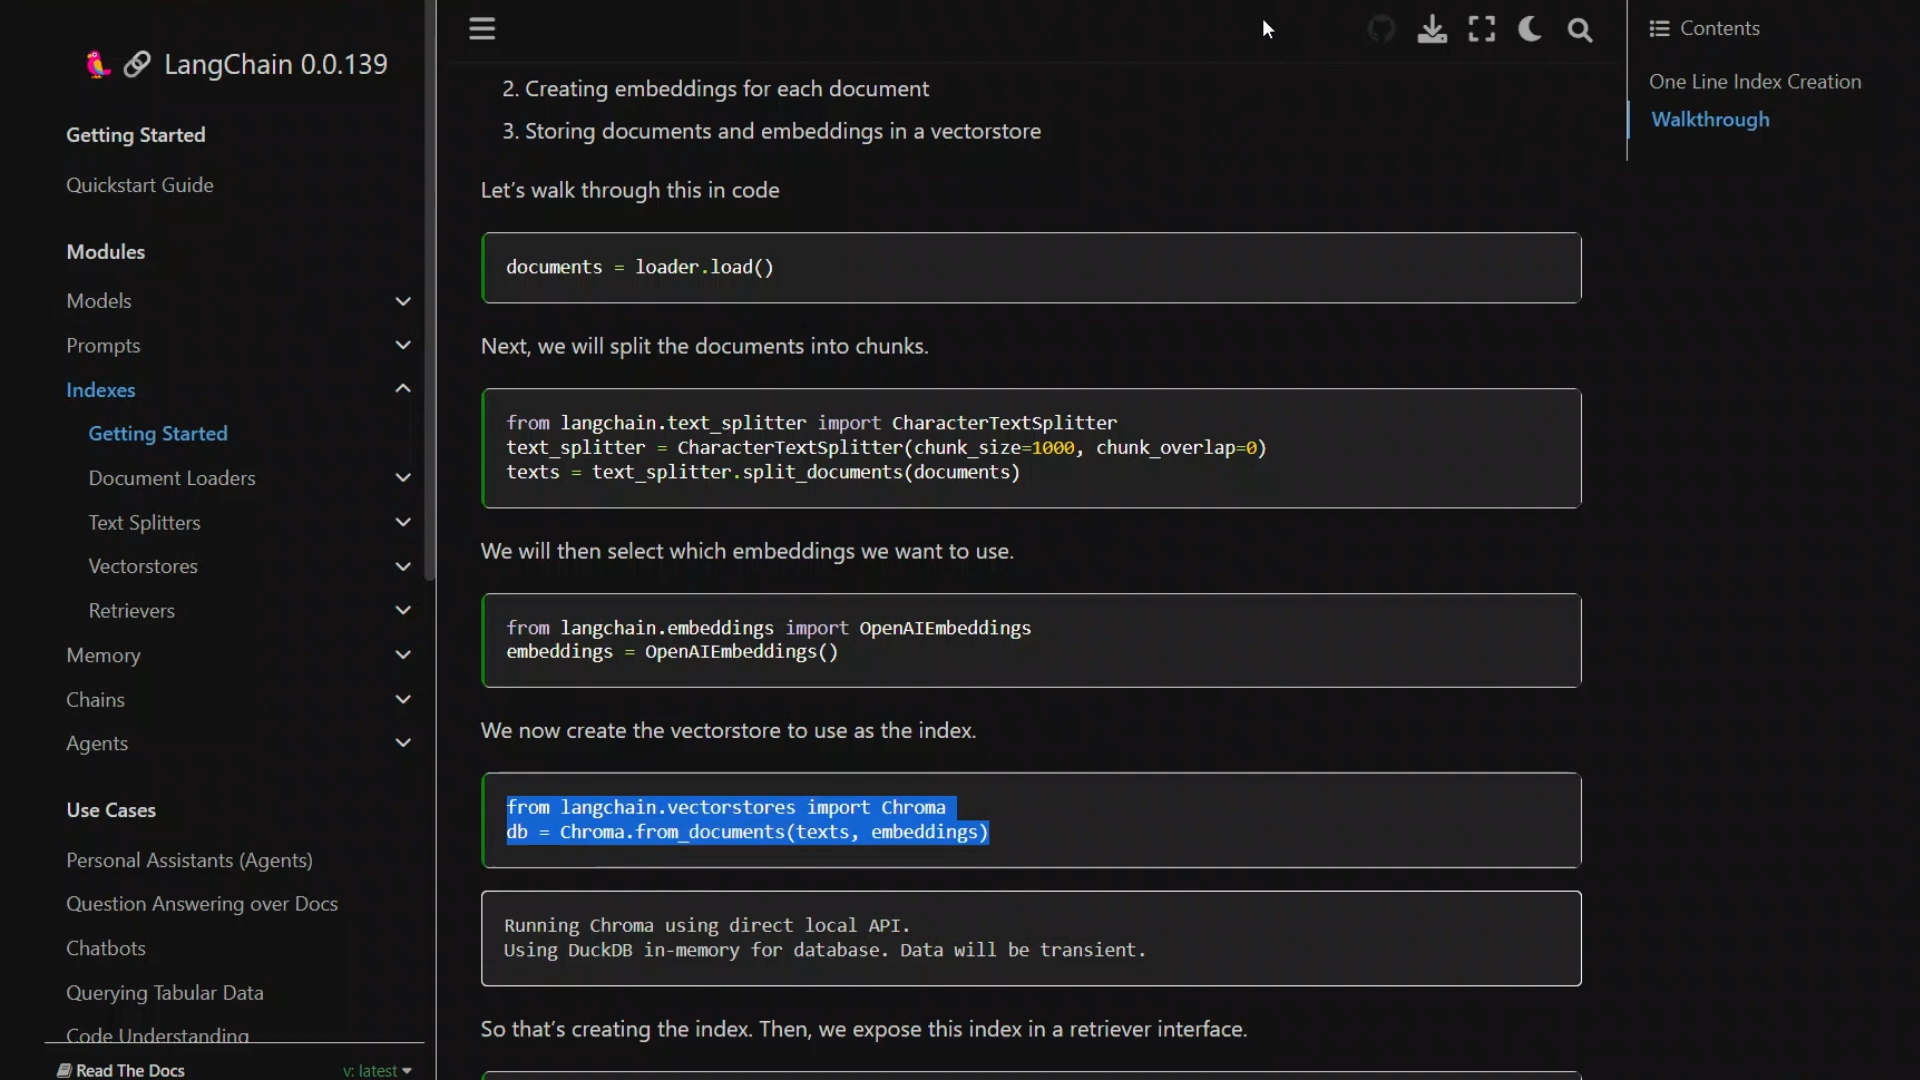 LangChain 0.0.139
Getting Started
Quickstart Guide
Modules
Models
Prompts
Indexes
Getting Started
Document Loaders
Text Splitters
Vectorstores
Retrievers
Memory
Chains
Agents
Use Cases
Personal Assistants (Agents)
Question Answering over Docs
Chatbots
Querying Tabular Data
Code Understanding
Read The Docs
v: latest
2. Creating embeddings for each document
3. Storing documents and embeddings in a vectorstore
Let’s walk through this in code
documents = loader.load()
Next, we will split the documents into chunks.
from langchain.text_splitter import CharacterTextSplitter
text_splitter = CharacterTextSplitter(chunk_size=1000, chunk_overlap=0)
texts = text_splitter.split_documents(documents)
We will then select which embeddings we want to use.
from langchain.embeddings import OpenAIEmbeddings
embeddings = OpenAIEmbeddings()
We now create the vectorstore to use as the index.
from langchain.vectorstores import Chroma
db = Chroma.from_documents(texts, embeddings)
Running Chroma using direct local API.
Using DuckDB in-memory for database. Data will be transient.
So that’s creating the index. Then, we expose this index in a retriever interface.
Contents
One Line Index Creation
Walkthrough